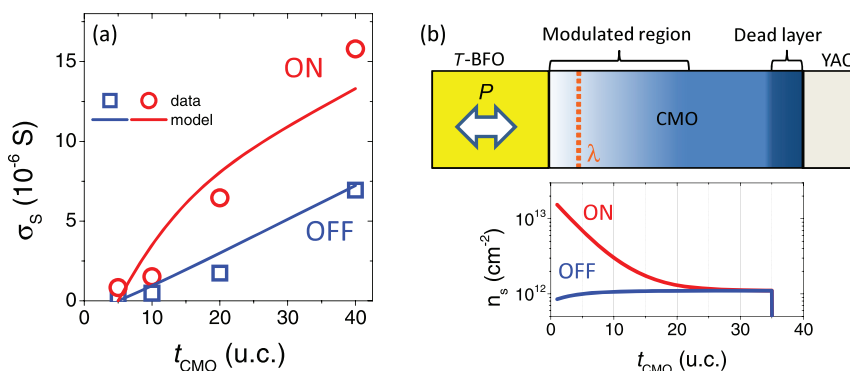 (a)
15
10
5
0
0
10
20
30
40
σS (10-6 S)
tCMO (u.c.)
ON
OFF
data
model
(b)
Modulated region
Dead layer
T-BFO
YAO
P
CMO
λ
1013
1012
ns (cm-2)
ON
OFF
0
10
20
30
40
tCMO (u.c.)